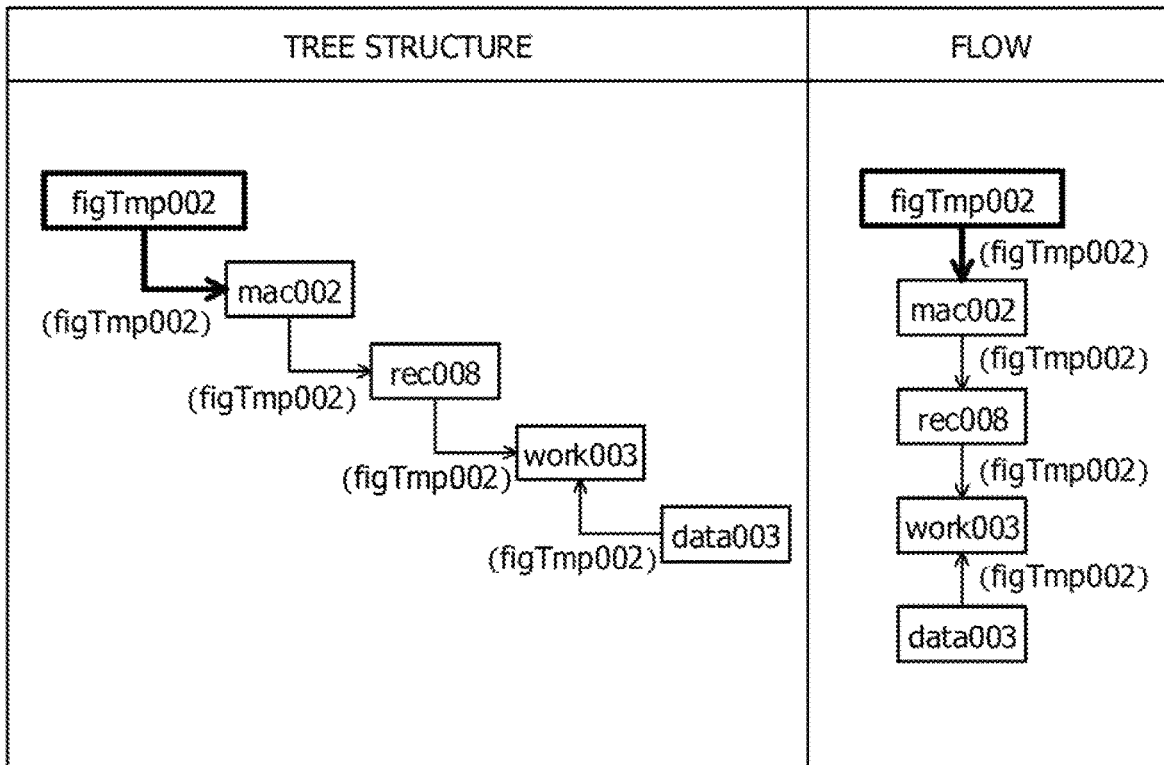 TREE STRUCTURE
figTmp002
(figTmp002)
mac002
(figTmp002)
rec008
(figTmp002)
work003
(figTmp002)
data003
FLOW
figTmp002
(figTmp002)
mac002
(figTmp002)
rec008
(figTmp002)
work003
(figTmp002)
data003